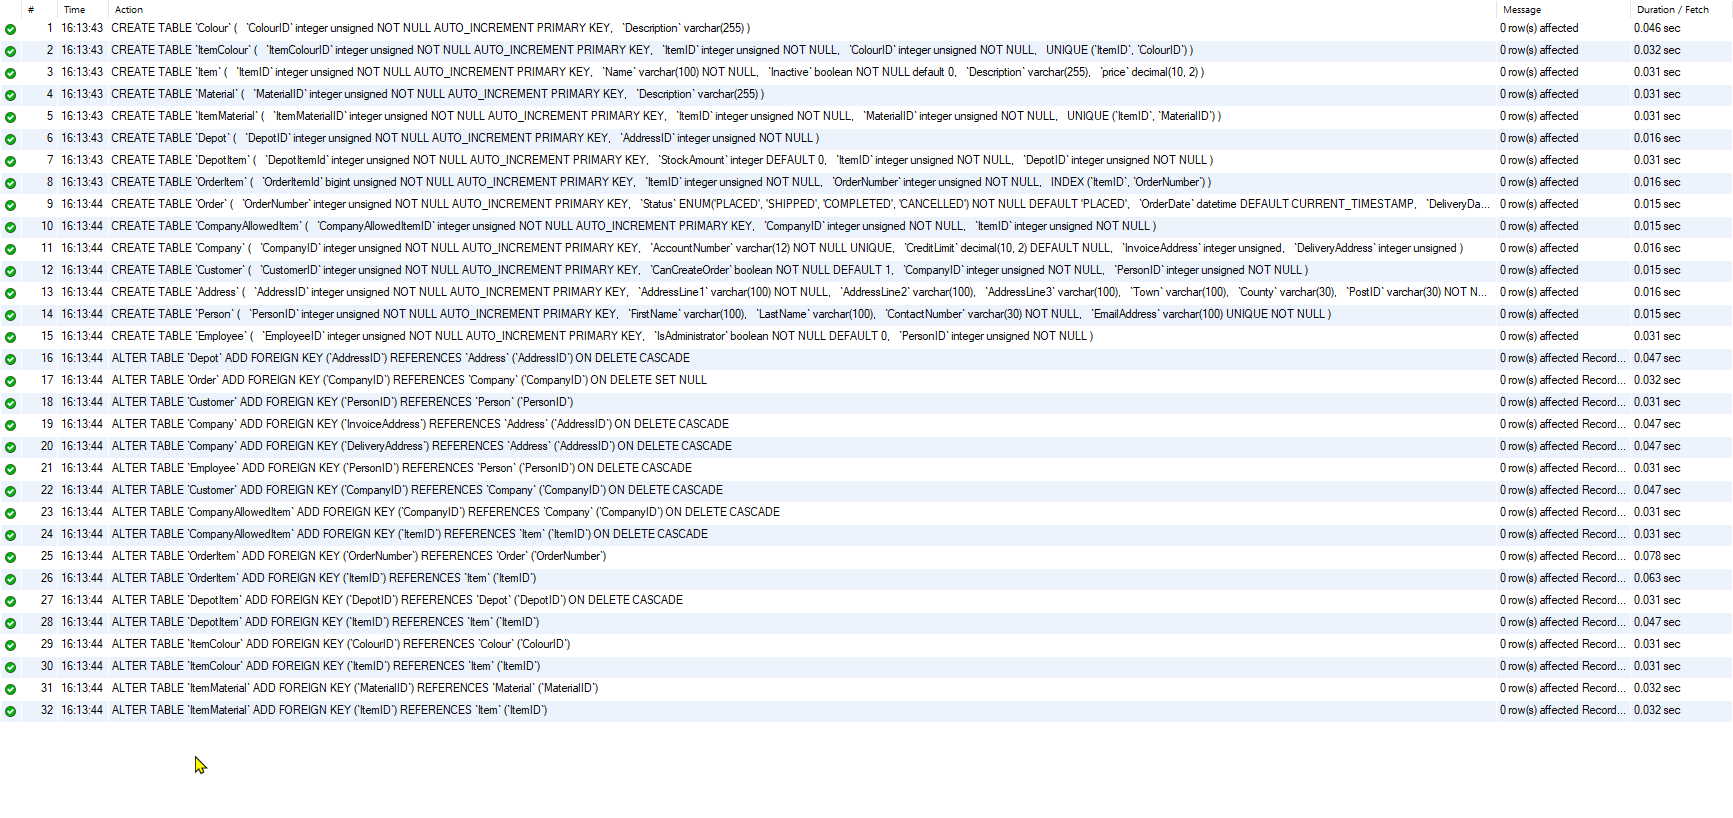 # Time Action Message Duration / Fetch
1 16:13:43 CREATE TABLE `Colour` ( `ColourID` integer unsigned NOT NULL AUTO_INCREMENT PRIMARY KEY, `Description` varchar(255) ) 0 row(s) affected 0.046 sec
2 16:13:43 CREATE TABLE `ItemColour` ( `ItemColourID` integer unsigned NOT NULL AUTO_INCREMENT PRIMARY KEY, `ItemID` integer unsigned NOT NULL, `ColourID` integer unsigned NOT NULL, UNIQUE (`ItemID`, `ColourID`) ) 0 row(s) affected 0.032 sec
3 16:13:43 CREATE TABLE `Item` ( `ItemID` integer unsigned NOT NULL AUTO_INCREMENT PRIMARY KEY, `Name` varchar(100) NOT NULL, `Inactive` boolean NOT NULL default 0, `Description` varchar(255), `price` decimal(10, 2) ) 0 row(s) affected 0.031 sec
4 16:13:43 CREATE TABLE `Material` ( `MaterialID` integer unsigned NOT NULL AUTO_INCREMENT PRIMARY KEY, `Description` varchar(255) ) 0 row(s) affected 0.031 sec
5 16:13:43 CREATE TABLE `ItemMaterial` ( `ItemMaterialID` integer unsigned NOT NULL AUTO_INCREMENT PRIMARY KEY, `ItemID` integer unsigned NOT NULL, `MaterialID` integer unsigned NOT NULL, UNIQUE (`ItemID`, `MaterialID`) ) 0 row(s) affected 0.031 sec
6 16:13:43 CREATE TABLE `Depot` ( `DepotID` integer unsigned NOT NULL AUTO_INCREMENT PRIMARY KEY, `AddressID` integer unsigned NOT NULL ) 0 row(s) affected 0.016 sec
7 16:13:43 CREATE TABLE `DepotItem` ( `DepotItemId` integer unsigned NOT NULL AUTO_INCREMENT PRIMARY KEY, `StockAmount` integer DEFAULT 0, `ItemID` integer unsigned NOT NULL, `DepotID` integer unsigned NOT NULL ) 0 row(s) affected 0.031 sec
8 16:13:43 CREATE TABLE `OrderItem` ( `OrderItemId` bigint unsigned NOT NULL AUTO_INCREMENT PRIMARY KEY, `ItemID` integer unsigned NOT NULL, `OrderNumber` integer unsigned NOT NULL, INDEX (`ItemID`, `OrderNumber`) ) 0 row(s) affected 0.016 sec
9 16:13:43 CREATE TABLE `Order` ( `OrderNumber` integer unsigned NOT NULL AUTO_INCREMENT PRIMARY KEY, `Status` ENUM('PLACED', 'SHIPPED', 'COMPLETED', 'CANCELLED') NOT NULL DEFAULT 'PLACED', `OrderDate` datetime DEFAULT CURRENT_TIMESTAMP, `DeliveryDa... 0 row(s) affected 0.015 sec
10 16:13:44 CREATE TABLE `CompanyAllowedItem` ( `CompanyAllowedItemID` integer unsigned NOT NULL AUTO_INCREMENT PRIMARY KEY, `CompanyID` integer unsigned NOT NULL, `ItemID` integer unsigned NOT NULL ) 0 row(s) affected 0.015 sec
11 16:13:44 CREATE TABLE `Company` ( `CompanyID` integer unsigned NOT NULL AUTO_INCREMENT PRIMARY KEY, `AccountNumber` varchar(12) NOT NULL UNIQUE, `CreditLimit` decimal(10, 2) DEFAULT NULL, `InvoiceAddress` integer unsigned, `DeliveryAddress` integer unsigned ) 0 row(s) affected 0.016 sec
12 16:13:44 CREATE TABLE `Customer` ( `CustomerID` integer unsigned NOT NULL AUTO_INCREMENT PRIMARY KEY, `CanCreateOrder` boolean NOT NULL DEFAULT 1, `CompanyID` integer unsigned NOT NULL, `PersonID` integer unsigned NOT NULL ) 0 row(s) affected 0.015 sec
13 16:13:44 CREATE TABLE `Address` ( `AddressID` integer unsigned NOT NULL AUTO_INCREMENT PRIMARY KEY, `AddressLine1` varchar(100) NOT NULL, `AddressLine2` varchar(100), `AddressLine3` varchar(100), `Town` varchar(100), `County` varchar(30), `PostID` varchar(30) NOT N... 0 row(s) affected 0.016 sec
14 16:13:44 CREATE TABLE `Person` ( `PersonID` integer unsigned NOT NULL AUTO_INCREMENT PRIMARY KEY, `FirstName` varchar(100), `LastName` varchar(100), `ContactNumber` varchar(30) NOT NULL, `EmailAddress` varchar(100) UNIQUE NOT NULL ) 0 row(s) affected 0.015 sec
15 16:13:44 CREATE TABLE `Employee` ( `EmployeeID` integer unsigned NOT NULL AUTO_INCREMENT PRIMARY KEY, `IsAdministrator` boolean NOT NULL DEFAULT 0, `PersonID` integer unsigned NOT NULL ) 0 row(s) affected 0.031 sec
16 16:13:44 ALTER TABLE `Depot` ADD FOREIGN KEY (`AddressID`) REFERENCES `Address` (`AddressID`) ON DELETE CASCADE 0 row(s) affected Record... 0.047 sec
17 16:13:44 ALTER TABLE `Order` ADD FOREIGN KEY (`CompanyID`) REFERENCES `Company` (`CompanyID`) ON DELETE SET NULL 0 row(s) affected Record... 0.032 sec
18 16:13:44 ALTER TABLE `Customer` ADD FOREIGN KEY (`PersonID`) REFERENCES `Person` (`PersonID`) 0 row(s) affected Record... 0.031 sec
19 16:13:44 ALTER TABLE `Company` ADD FOREIGN KEY (`InvoiceAddress`) REFERENCES `Address` (`AddressID`) ON DELETE CASCADE 0 row(s) affected Record... 0.047 sec
20 16:13:44 ALTER TABLE `Company` ADD FOREIGN KEY (`DeliveryAddress`) REFERENCES `Address` (`AddressID`) ON DELETE CASCADE 0 row(s) affected Record... 0.047 sec
21 16:13:44 ALTER TABLE `Employee` ADD FOREIGN KEY (`PersonID`) REFERENCES `Person` (`PersonID`) ON DELETE CASCADE 0 row(s) affected Record... 0.031 sec
22 16:13:44 ALTER TABLE `Customer` ADD FOREIGN KEY (`CompanyID`) REFERENCES `Company` (`CompanyID`) ON DELETE CASCADE 0 row(s) affected Record... 0.047 sec
23 16:13:44 ALTER TABLE `CompanyAllowedItem` ADD FOREIGN KEY (`CompanyID`) REFERENCES `Company` (`CompanyID`) ON DELETE CASCADE 0 row(s) affected Record... 0.031 sec
24 16:13:44 ALTER TABLE `CompanyAllowedItem` ADD FOREIGN KEY (`ItemID`) REFERENCES `Item` (`ItemID`) ON DELETE CASCADE 0 row(s) affected Record... 0.031 sec
25 16:13:44 ALTER TABLE `OrderItem` ADD FOREIGN KEY (`OrderNumber`) REFERENCES `Order` (`OrderNumber`) 0 row(s) affected Record... 0.078 sec
26 16:13:44 ALTER TABLE `OrderItem` ADD FOREIGN KEY (`ItemID`) REFERENCES `Item` (`ItemID`) 0 row(s) affected Record... 0.063 sec
27 16:13:44 ALTER TABLE `DepotItem` ADD FOREIGN KEY (`DepotID`) REFERENCES `Depot` (`DepotID`) ON DELETE CASCADE 0 row(s) affected Record... 0.031 sec
28 16:13:44 ALTER TABLE `DepotItem` ADD FOREIGN KEY (`ItemID`) REFERENCES `Item` (`ItemID`) 0 row(s) affected Record... 0.047 sec
29 16:13:44 ALTER TABLE `ItemColour` ADD FOREIGN KEY (`ColourID`) REFERENCES `Colour` (`ColourID`) 0 row(s) affected Record... 0.031 sec
30 16:13:44 ALTER TABLE `ItemColour` ADD FOREIGN KEY (`ItemID`) REFERENCES `Item` (`ItemID`) 0 row(s) affected Record... 0.031 sec
31 16:13:44 ALTER TABLE `ItemMaterial` ADD FOREIGN KEY (`MaterialID`) REFERENCES `Material` (`MaterialID`) 0 row(s) affected Record... 0.032 sec
32 16:13:44 ALTER TABLE `ItemMaterial` ADD FOREIGN KEY (`ItemID`) REFERENCES `Item` (`ItemID`) 0 row(s) affected Record... 0.032 sec